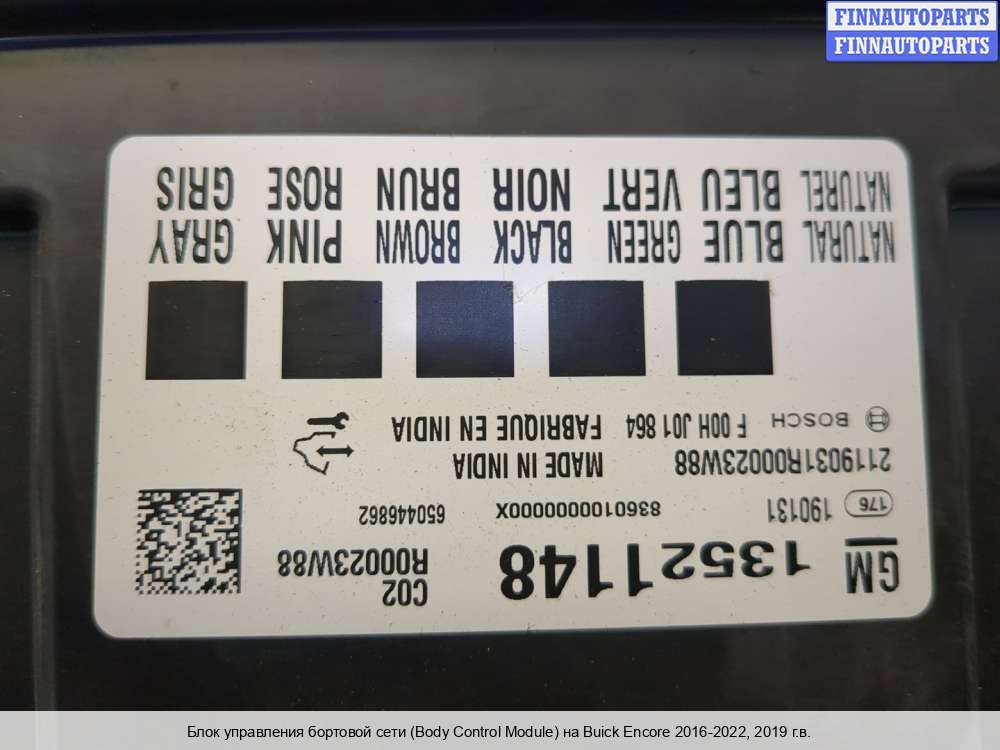 FINNAUTOPARTS
FINNAUTOPARTS
GM 13521148 C02
R00023W88
176 190131 83601000000000X 650446862
2119031R00023W88 MADE IN INDIA
BOSCH F 00H J01 864 FABRIQUE EN INDIA
NATURAL BLUE GREEN BLACK BROWN PINK GRAY
NATUREL BLEU VERT NOIR BRUN ROSE GRIS
Блок управления бортовой сети (Body Control Module) на Buick Encore 2016-2022, 2019 г.в.